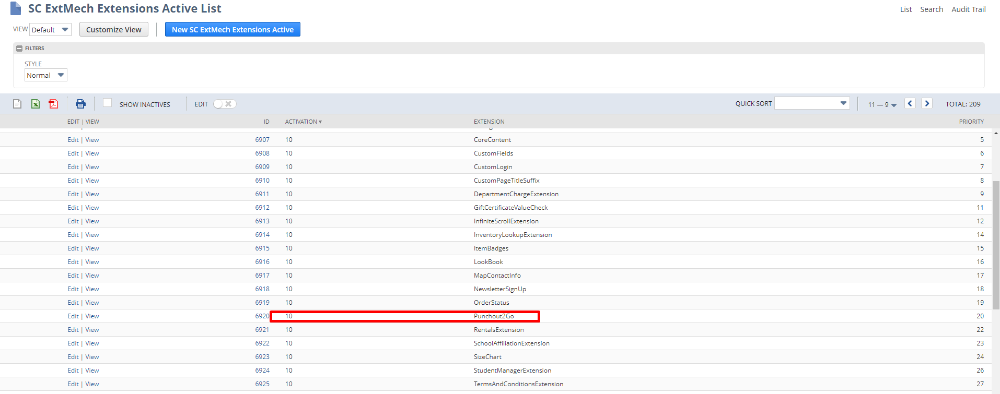 SC ExtMech Extensions Active List
List Search Audit Trail
VIEW Default Customize View New SC ExtMech Extensions Active
FILTERS
STYLE
Normal
SHOW INACTIVES EDIT QUICK SORT 11 — 9 TOTAL: 209
EDIT | VIEW ID ACTIVATION ▼ EXTENSION PRIORITY
Edit | View 6907 10 CoreContent 5
Edit | View 6908 10 CustomFields 6
Edit | View 6909 10 CustomLogin 7
Edit | View 6910 10 CustomPageTitleSuffix 8
Edit | View 6911 10 DepartmentChargeExtension 9
Edit | View 6912 10 GiftCertificateValueCheck 11
Edit | View 6913 10 InfiniteScrollExtension 12
Edit | View 6914 10 InventoryLookupExtension 14
Edit | View 6915 10 ItemBadges 15
Edit | View 6916 10 LookBook 16
Edit | View 6917 10 MapContactInfo 17
Edit | View 6918 10 NewsletterSignUp 18
Edit | View 6919 10 OrderStatus 19
Edit | View 6920 10 Punchout2Go 20
Edit | View 6921 10 RentalsExtension 22
Edit | View 6922 10 SchoolAffiliationExtension 23
Edit | View 6923 10 SizeChart 24
Edit | View 6924 10 StudentManagerExtension 26
Edit | View 6925 10 TermsAndConditionsExtension 27